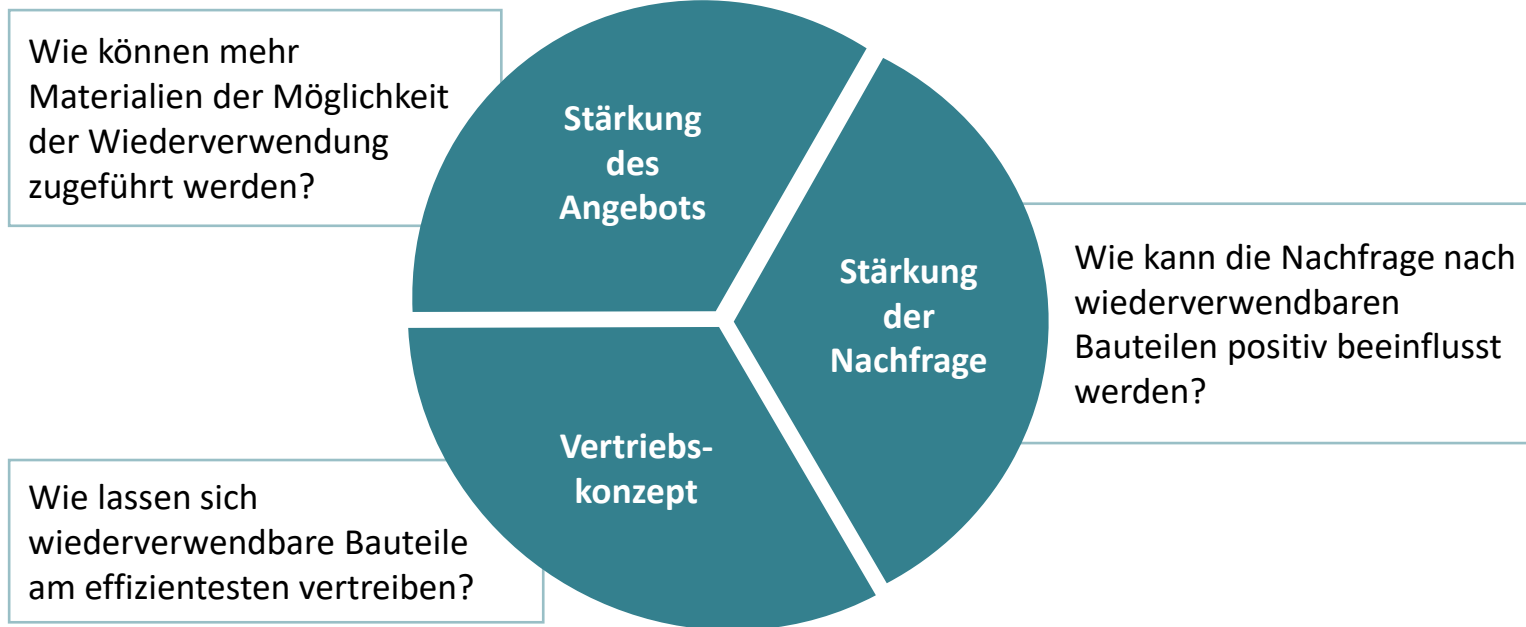 Wie können mehr
Materialien der Möglichkeit
der Wiederverwendung
zugeführt werden?
Stärkung
des
Angebots
Stärkung
der
Nachfrage
Wie kann die Nachfrage nach
wiederverwendbaren
Bauteilen positiv beeinflusst
werden?
Vertriebs-
konzept
Wie lassen sich
wiederverwendbare Bauteile
am effizientesten vertreiben?